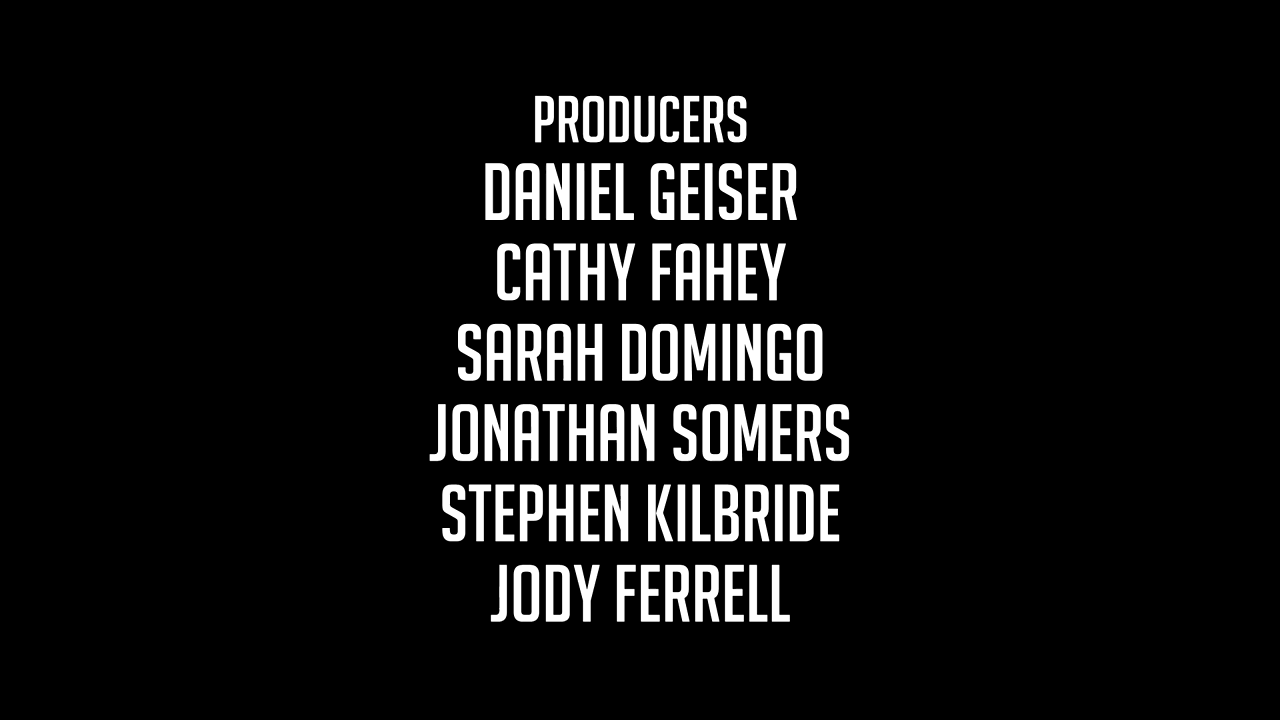 PRODUCERS
DANIEL GEISER
CATHY FAHEY
SARAH DOMINGO
JONATHAN SOMERS
STEPHEN KILBRIDE
JODY FERRELL